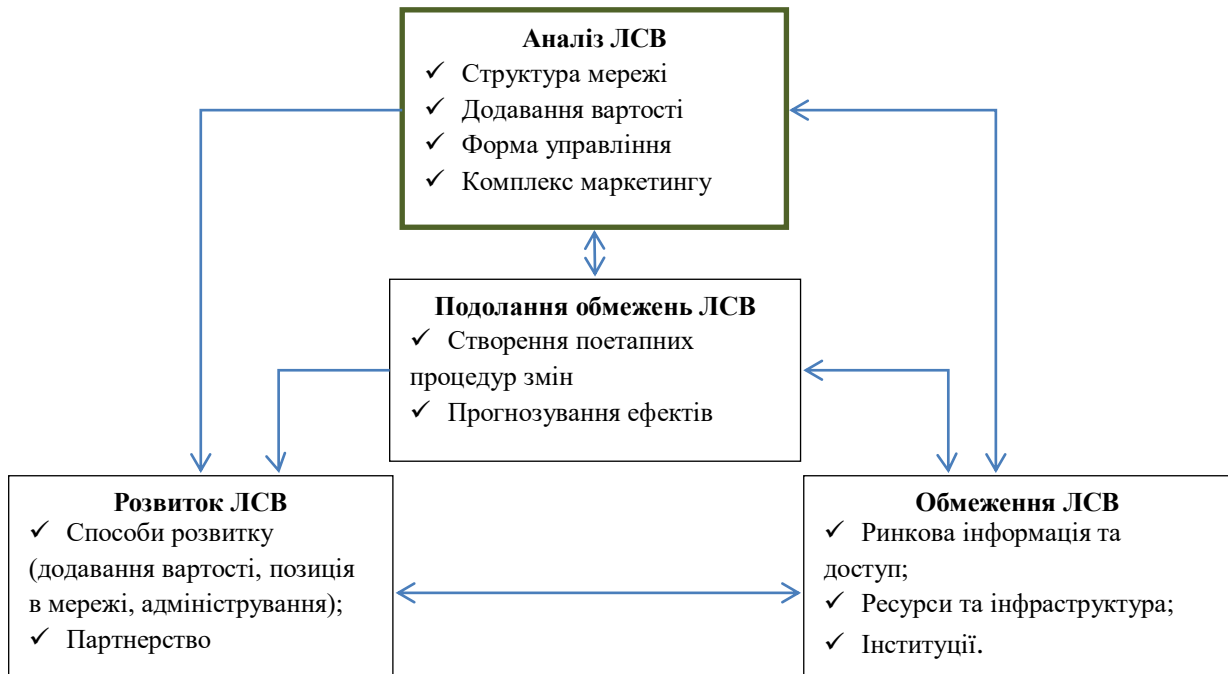 Аналіз ЛСВ
✓ Структура мережі
✓ Додавання вартості
✓ Форма управління
✓ Комплекс маркетингу
Подолання обмежень ЛСВ
✓ Створення поетапних
процедур змін
✓ Прогнозування ефектів
Розвиток ЛСВ
✓ Способи розвитку
(додавання вартості, позиція
в мережі, адміністрування);
✓ Партнерство
Обмеження ЛСВ
✓ Ринкова інформація та
доступ;
✓ Ресурси та інфраструктура;
✓ Інституції.